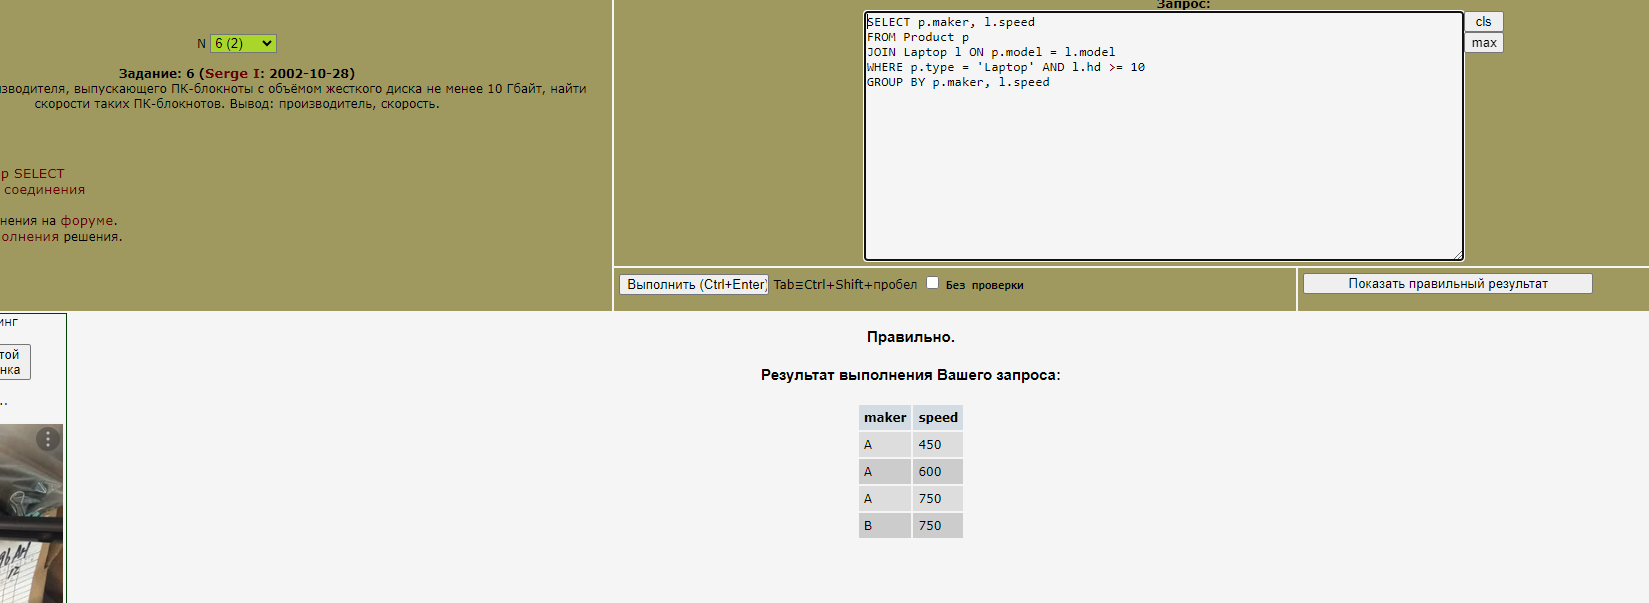 N 6 (2)
Задание: 6 (Serge I: 2002-10-28)
зводителя, выпускающего ПК-блокноты с объёмом жесткого диска не менее 10 Гбайт, найти
скорости таких ПК-блокнотов. Вывод: производитель, скорость.
р SELECT
соединения
нения на форуме.
олнения решения.
Запрос:
SELECT p.maker, l.speed
FROM Product p
JOIN Laptop l ON p.model = l.model
WHERE p.type = 'Laptop' AND l.hd >= 10
GROUP BY p.maker, l.speed
cls
max
Выполнить (Ctrl+Enter) Tab≡Ctrl+Shift+пробел Без проверки
Показать правильный результат
инг
той
нка
..
Правильно.
Результат выполнения Вашего запроса:
maker speed
A 450
A 600
A 750
B 750